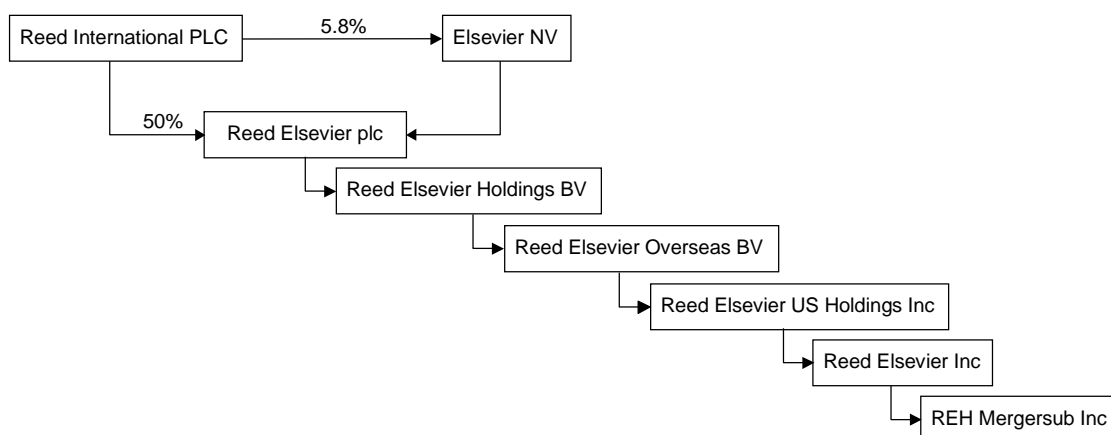 Reed International PLC
5.8%
Elsevier NV
50%
Reed Elsevier plc
Reed Elsevier Holdings BV
Reed Elsevier Overseas BV
Reed Elsevier US Holdings Inc
Reed Elsevier Inc
REH Mergersub Inc